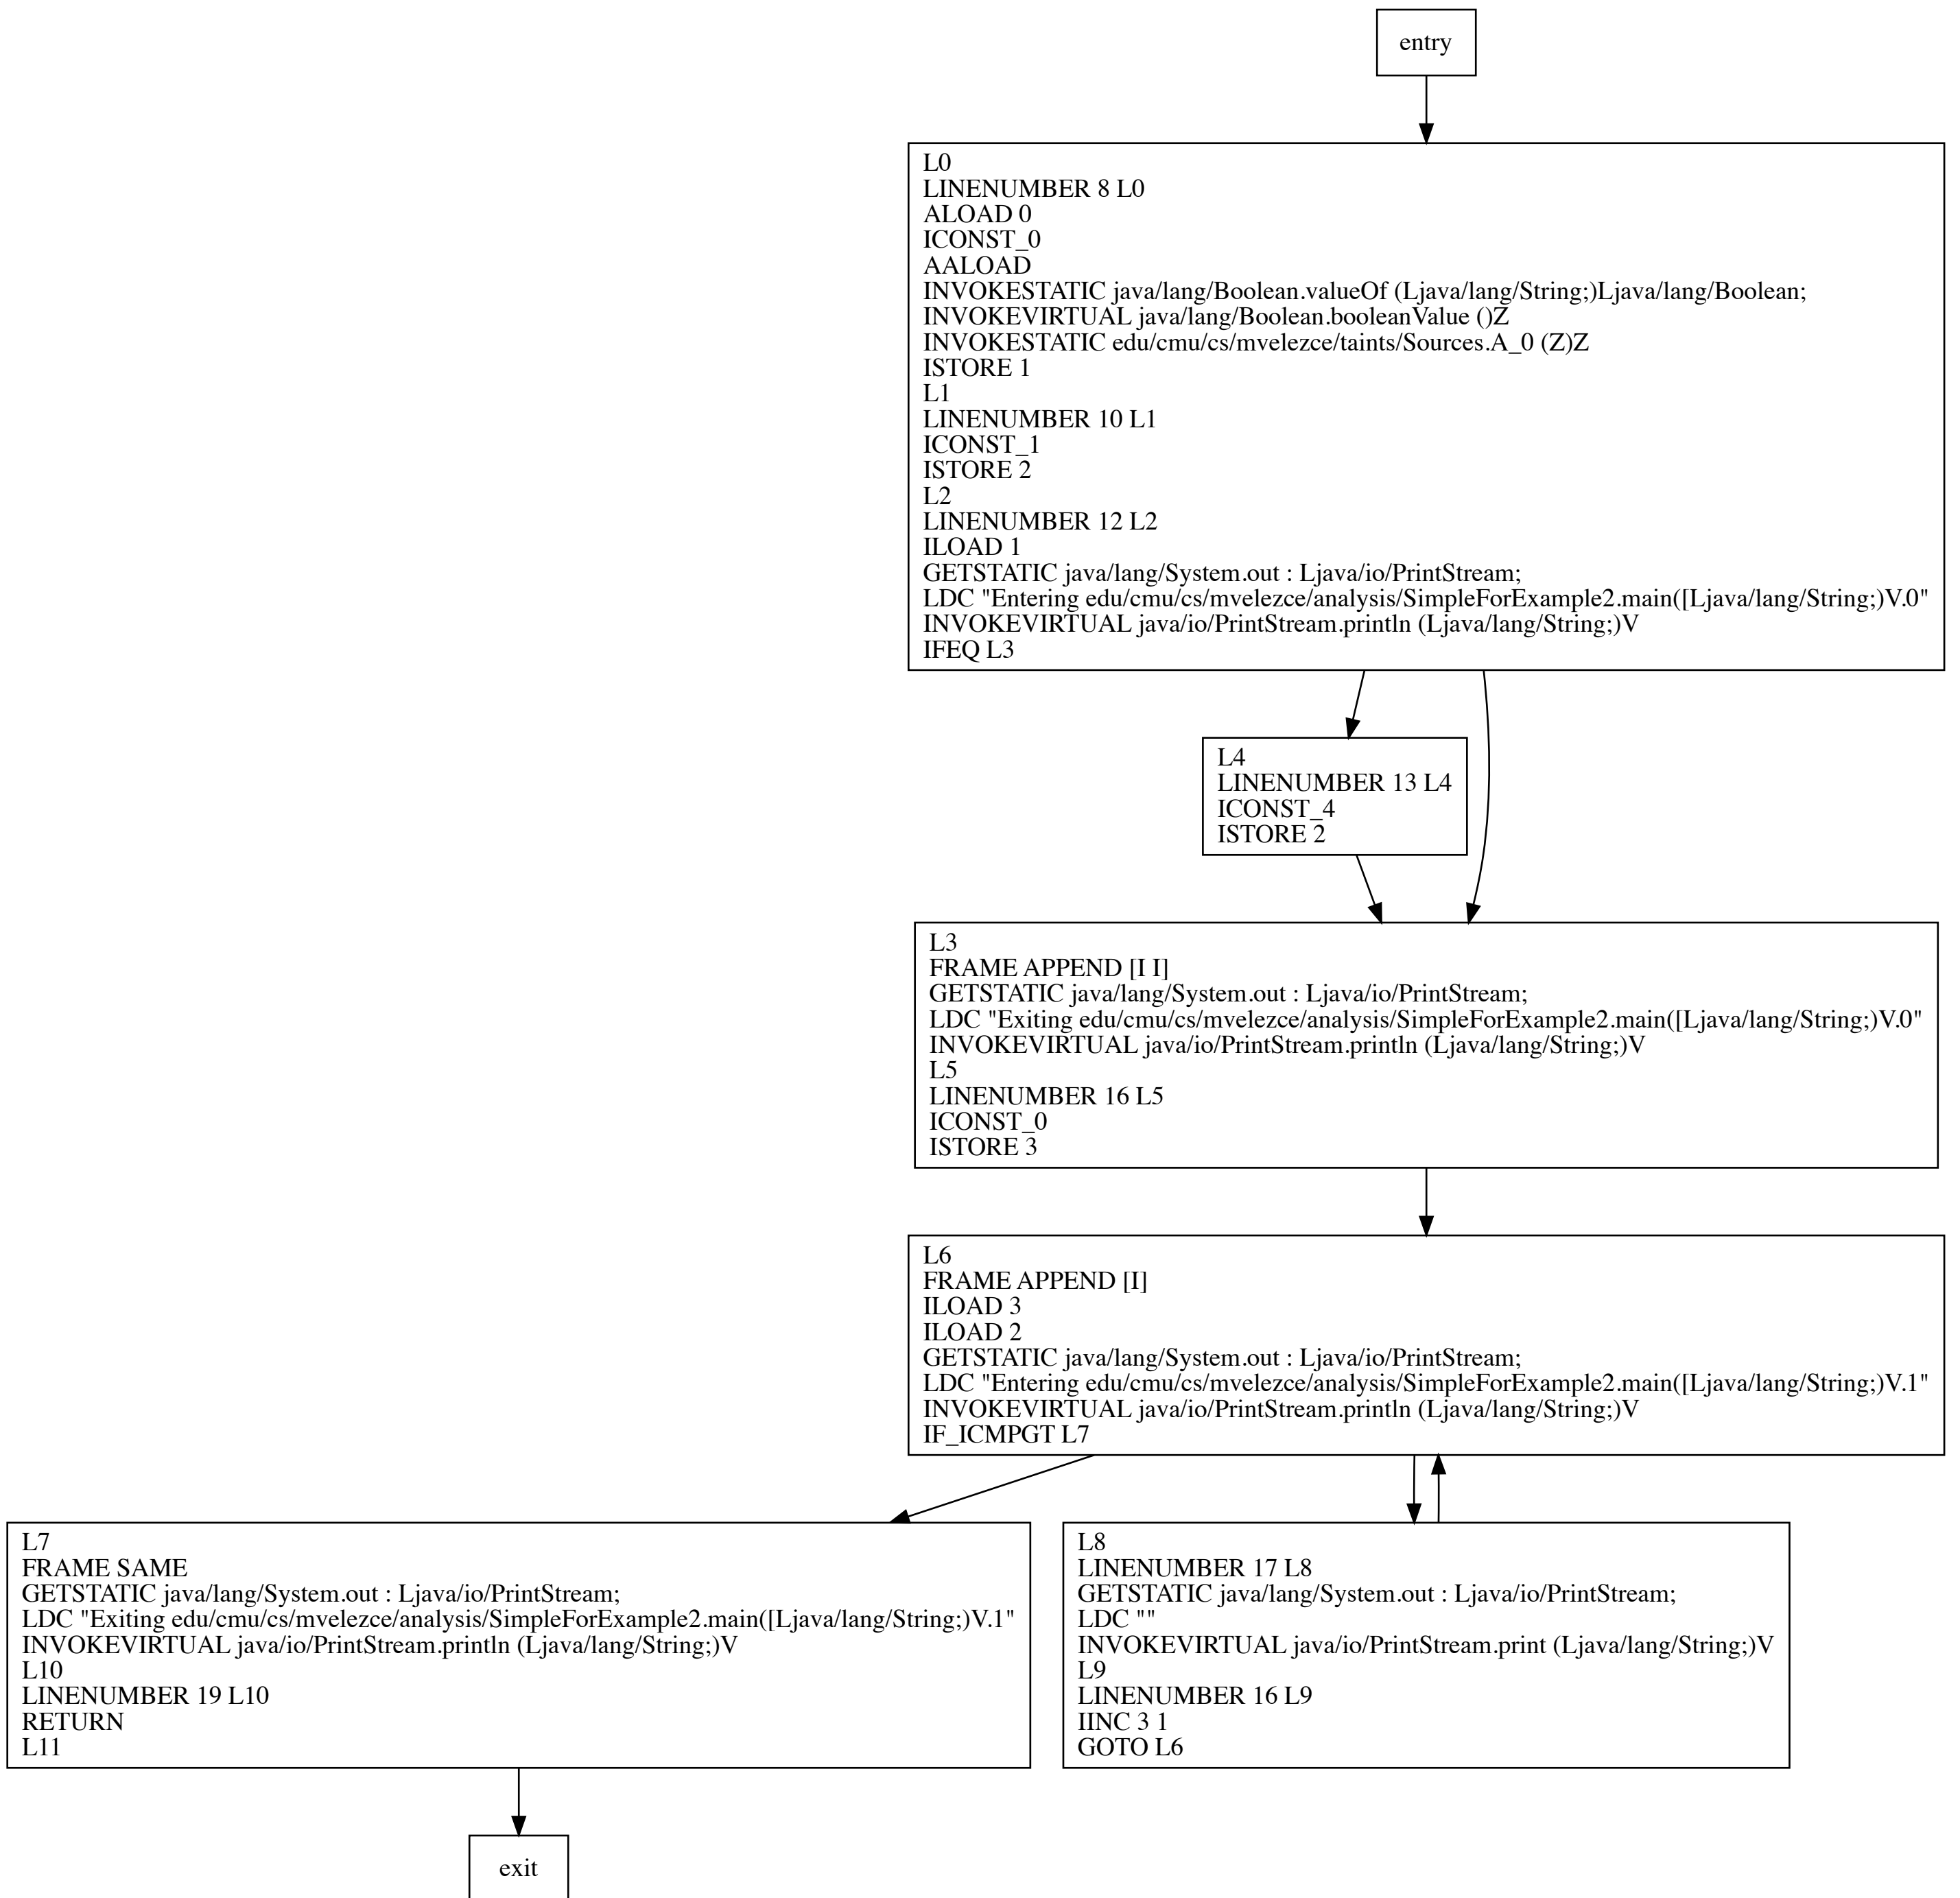 entry
L0
LINENUMBER 8 L0
ALOAD 0
ICONST_0
AALOAD
INVOKESTATIC java/lang/Boolean.valueOf (Ljava/lang/String;)Ljava/lang/Boolean;
INVOKEVIRTUAL java/lang/Boolean.booleanValue ()Z
INVOKESTATIC edu/cmu/cs/mvelezce/taints/Sources.A_0 (Z)Z
ISTORE 1
L1
LINENUMBER 10 L1
ICONST_1
ISTORE 2
L2
LINENUMBER 12 L2
ILOAD 1
GETSTATIC java/lang/System.out : Ljava/io/PrintStream;
LDC "Entering edu/cmu/cs/mvelezce/analysis/SimpleForExample2.main([Ljava/lang/String;)V.0"
INVOKEVIRTUAL java/io/PrintStream.println (Ljava/lang/String;)V
IFEQ L3
L4
LINENUMBER 13 L4
ICONST_4
ISTORE 2
L3
FRAME APPEND [I I]
GETSTATIC java/lang/System.out : Ljava/io/PrintStream;
LDC "Exiting edu/cmu/cs/mvelezce/analysis/SimpleForExample2.main([Ljava/lang/String;)V.0"
INVOKEVIRTUAL java/io/PrintStream.println (Ljava/lang/String;)V
L5
LINENUMBER 16 L5
ICONST_0
ISTORE 3
L6
FRAME APPEND [I]
ILOAD 3
ILOAD 2
GETSTATIC java/lang/System.out : Ljava/io/PrintStream;
LDC "Entering edu/cmu/cs/mvelezce/analysis/SimpleForExample2.main([Ljava/lang/String;)V.1"
INVOKEVIRTUAL java/io/PrintStream.println (Ljava/lang/String;)V
IF_ICMPGT L7
L7
FRAME SAME
GETSTATIC java/lang/System.out : Ljava/io/PrintStream;
LDC "Exiting edu/cmu/cs/mvelezce/analysis/SimpleForExample2.main([Ljava/lang/String;)V.1"
INVOKEVIRTUAL java/io/PrintStream.println (Ljava/lang/String;)V
L10
LINENUMBER 19 L10
RETURN
L11
L8
LINENUMBER 17 L8
GETSTATIC java/lang/System.out : Ljava/io/PrintStream;
LDC ""
INVOKEVIRTUAL java/io/PrintStream.print (Ljava/lang/String;)V
L9
LINENUMBER 16 L9
IINC 3 1
GOTO L6
exit